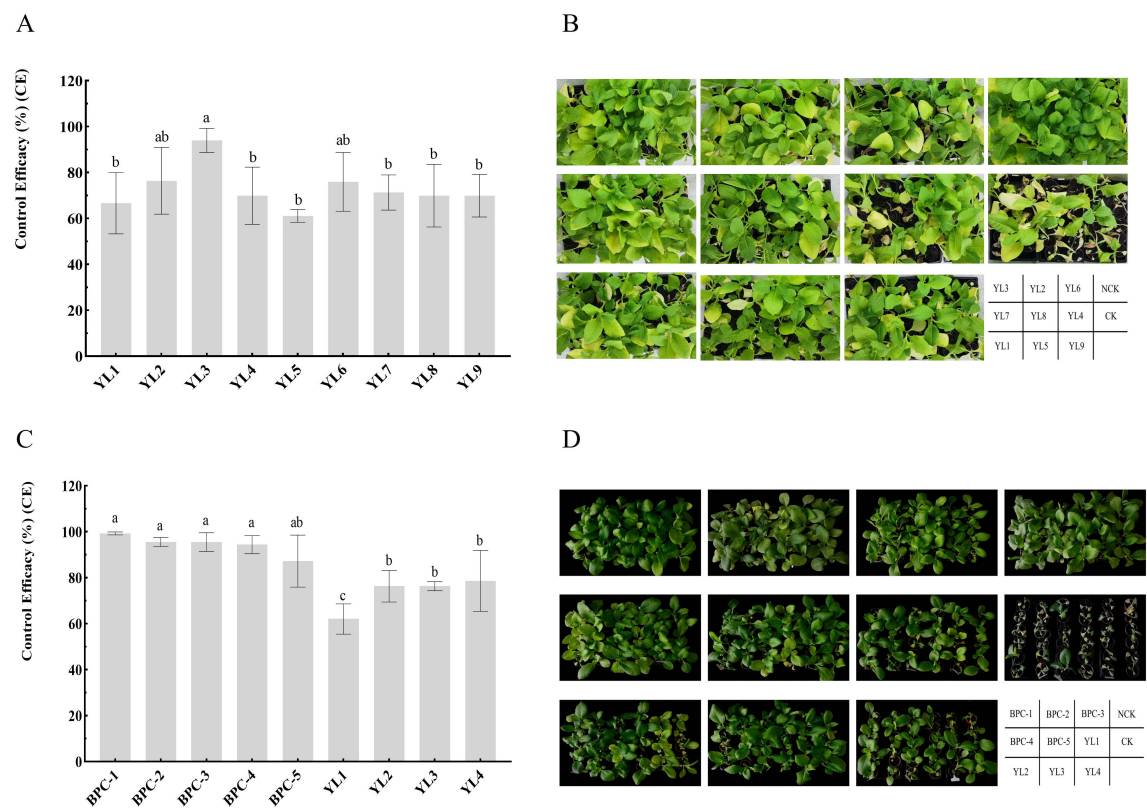 A
Control Efficacy (%) (CE)
120
100
80
60
40
20
0
b
ab
a
b
b
ab
b
b
b
YL1
YL2
YL3
YL4
YL5
YL6
YL7
YL8
YL9
B
YL3 YL2 YL6 NCK
YL7 YL8 YL4 CK
YL1 YL5 YL9
C
Control Efficacy (%) (CE)
120
100
80
60
40
20
0
a
a
a
a
ab
c
b
b
b
BPC-1
BPC-2
BPC-3
BPC-4
BPC-5
YL1
YL2
YL3
YL4
D
BPC-1 BPC-2 BPC-3 NCK
BPC-4 BPC-5 YL1 CK
YL2 YL3 YL4